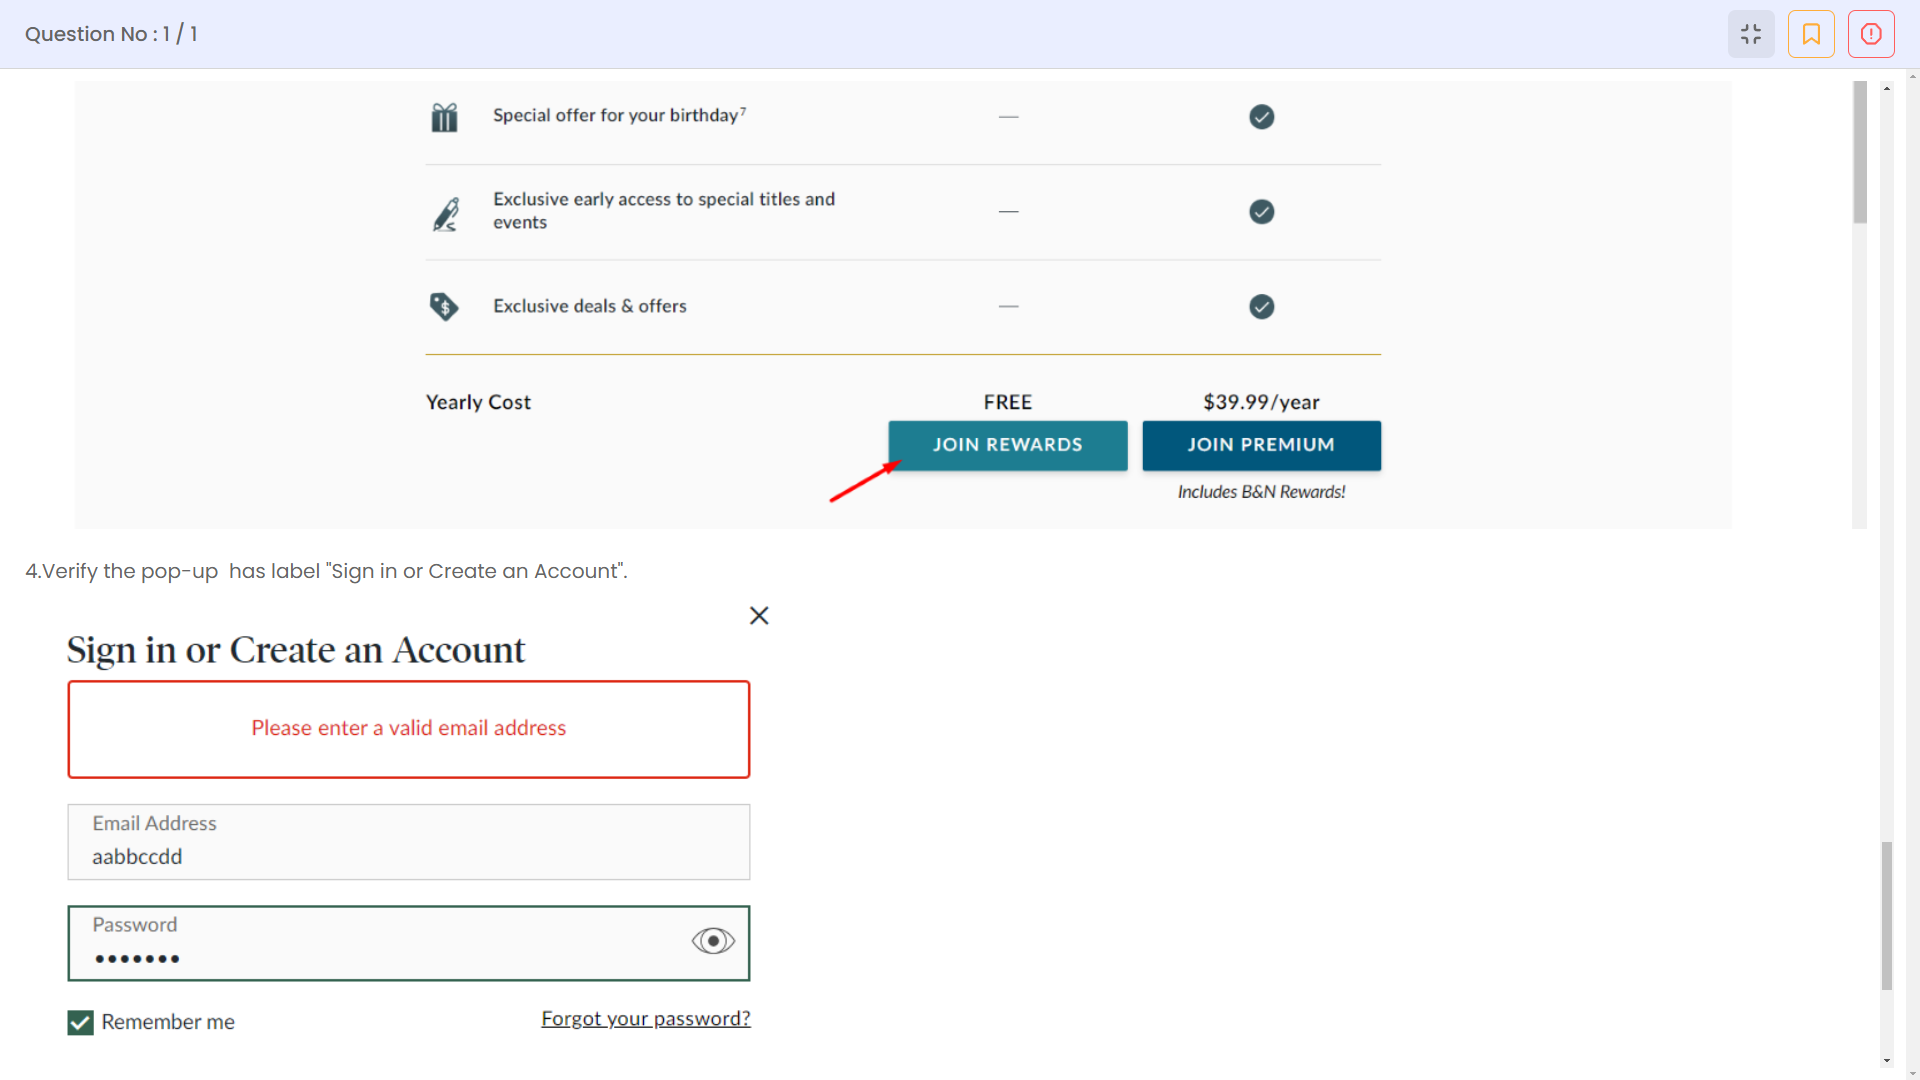 Question No : 1 / 1
Special offer for your birthday⁷
—
Exclusive early access to special titles and
events
—
Exclusive deals & offers
—
Yearly Cost
FREE
$39.99/year
JOIN REWARDS
JOIN PREMIUM
Includes B&N Rewards!
4.Verify the pop-up  has label "Sign in or Create an Account".
Sign in or Create an Account
Please enter a valid email address
Email Address
aabbccdd
Password
•••••••
Remember me
Forgot your password?